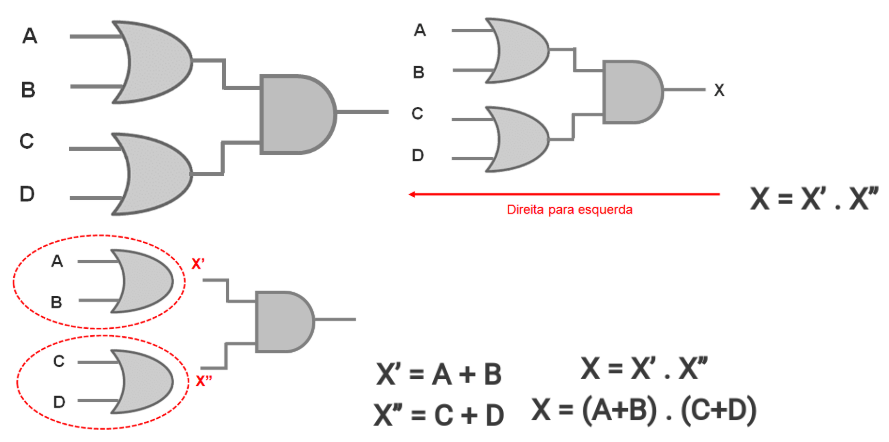 A
B
C
D
A
B
C
D
X
Direita para esquerda
X = X' . X"
A
B
X'
C
D
X"
X' = A + B
X" = C + D
X = X' . X"
X = (A+B) . (C+D)